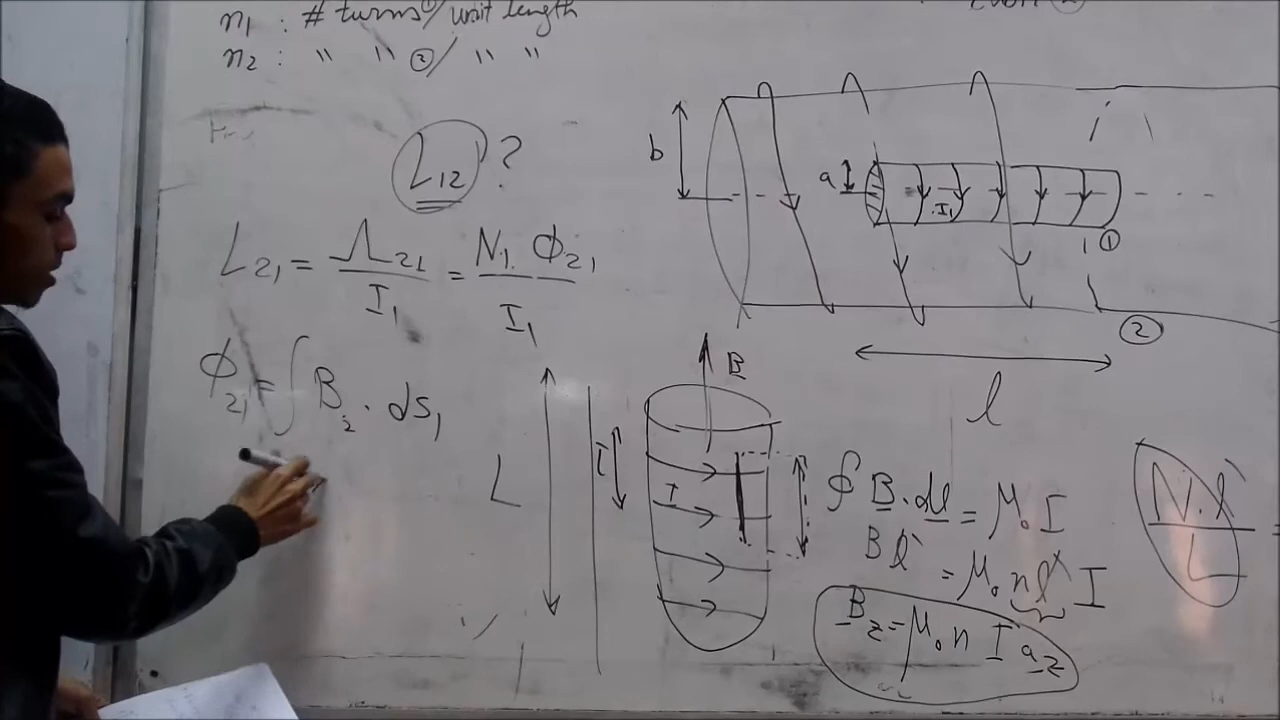 n₁ : # turns①/unit length
n₂ : " " ②/ " "
L₁₂ ?
L₂₁ = Λ₂₁ / I₁ = N₁. Φ₂₁ / I₁
ϕ₂₁ = ∫ B₂ . ds₁
b
a
I₁
①
②
l
B
L
l
I
∮ B . dl = μ₀ I
B l` = μ₀ n l` I
B_z = μ₀ n I a_z
N.l` / L